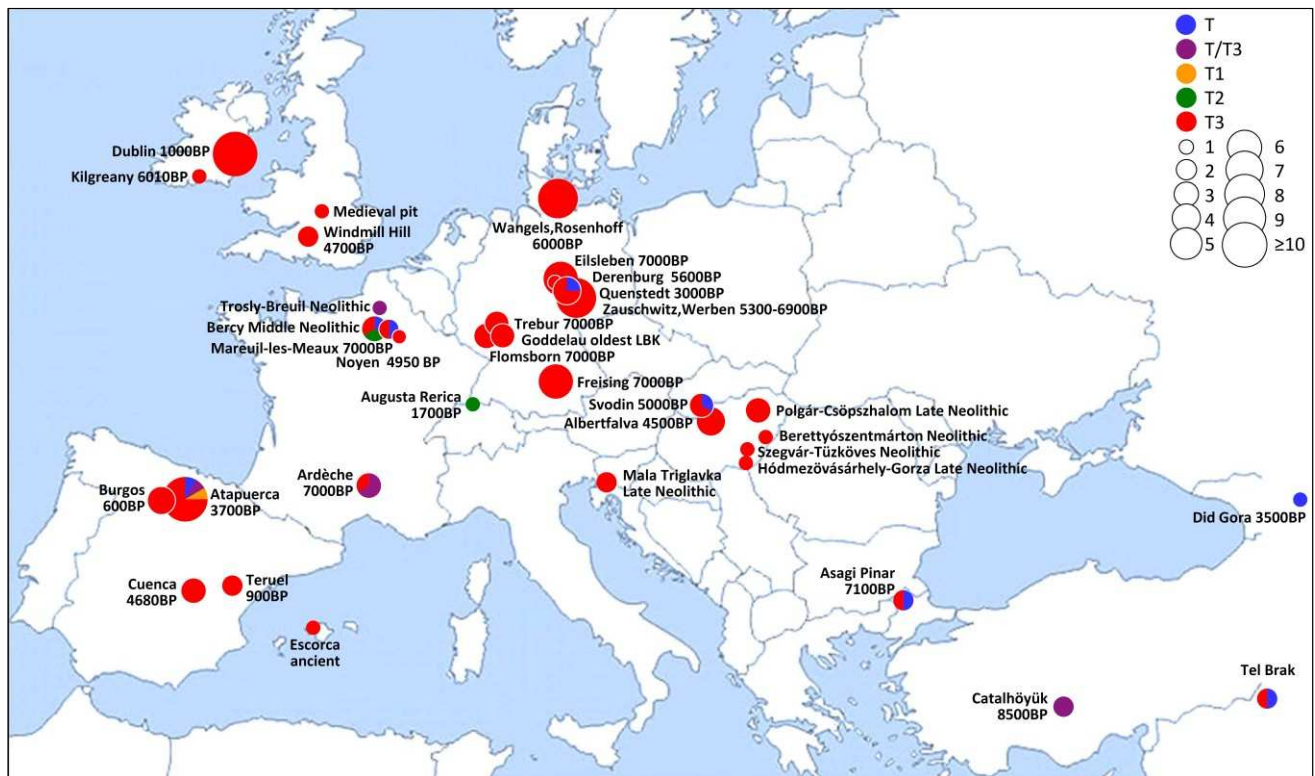 T
T/T3
T1
T2
T3
1
2
3
4
5
6
7
8
9
≥10
Dublin 1000BP
Kilgreany 6010BP
Medieval pit
Windmill Hill
4700BP
Wangels,Rosenhoff
6000BP
Eilsleben 7000BP
Derenburg 5600BP
Quenstedt 3000BP
Zauschwitz,Werben 5300-6900BP
Trosly-Breuil Neolithic
Bercy Middle Neolithic
Mareuil-les-Meaux 7000BP
Noyen 4950 BP
Trebur 7000BP
Goddelau oldest LBK
Flomsborn 7000BP
Freising 7000BP
Augusta Rerica
1700BP
Svodin 5000BP
Albertfalva 4500BP
Polgár-Csöpszhalom Late Neolithic
Berettyószentmárton Neolithic
Szegvár-Tüzköves Neolithic
Hódmezövásárhely-Gorza Late Neolithic
Mala Triglavka
Late Neolithic
Ardèche
7000BP
Burgos
600BP
Atapuerca
3700BP
Cuenca
4680BP
Teruel
900BP
Escorca
ancient
Did Gora 3500BP
Asagi Pinar
7100BP
Catalhöyük
8500BP
Tel Brak